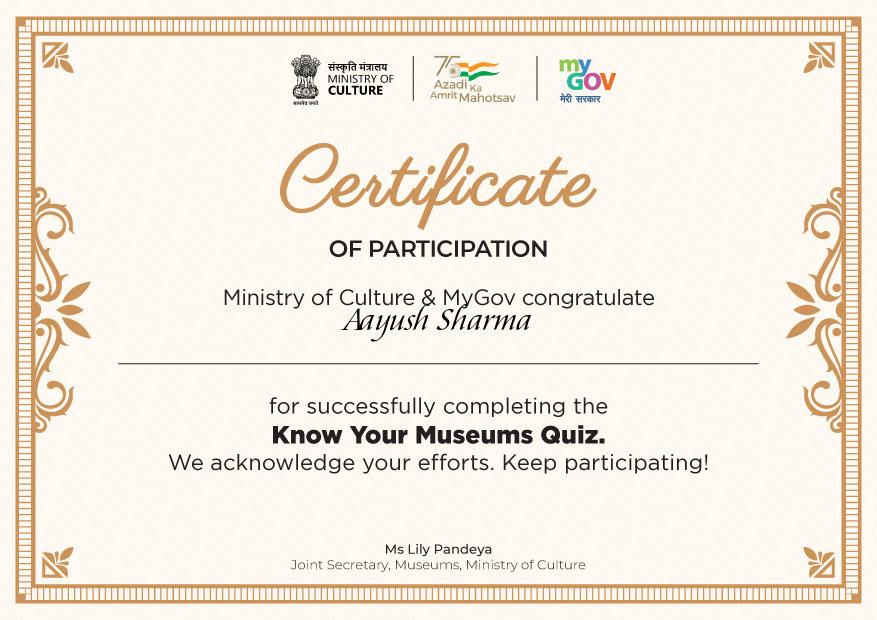 संस्कृति मंत्रालय
MINISTRY OF
CULTURE
सत्यमेव जयते
75
Azadi Ka
Amrit Mahotsav
my
GOV
मेरी सरकार
Certificate
OF PARTICIPATION
Ministry of Culture & MyGov congratulate
Aayush Sharma
for successfully completing the
Know Your Museums Quiz.
We acknowledge your efforts. Keep participating!
Ms Lily Pandeya
Joint Secretary, Museums, Ministry of Culture